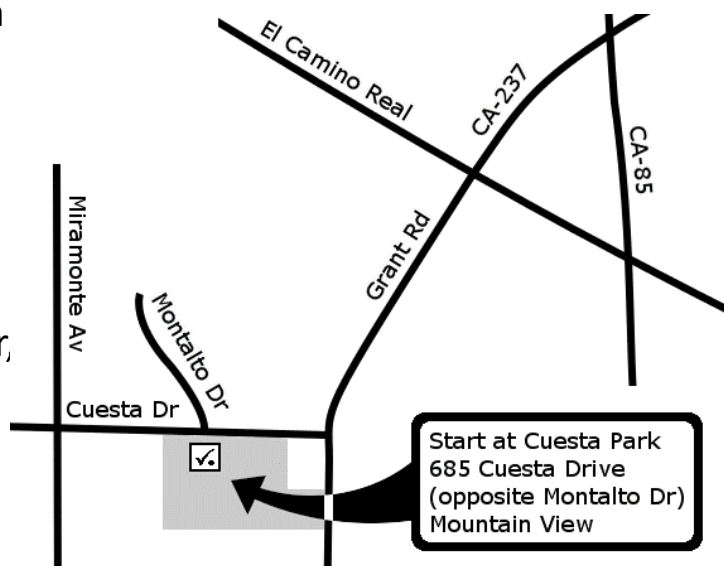 El Camino Real
CA-237
CA-85
Grant Rd
Miramonte Av
Montalto Dr
Cuesta Dr
Start at Cuesta Park
685 Cuesta Drive
(opposite Montalto Dr)
Mountain View